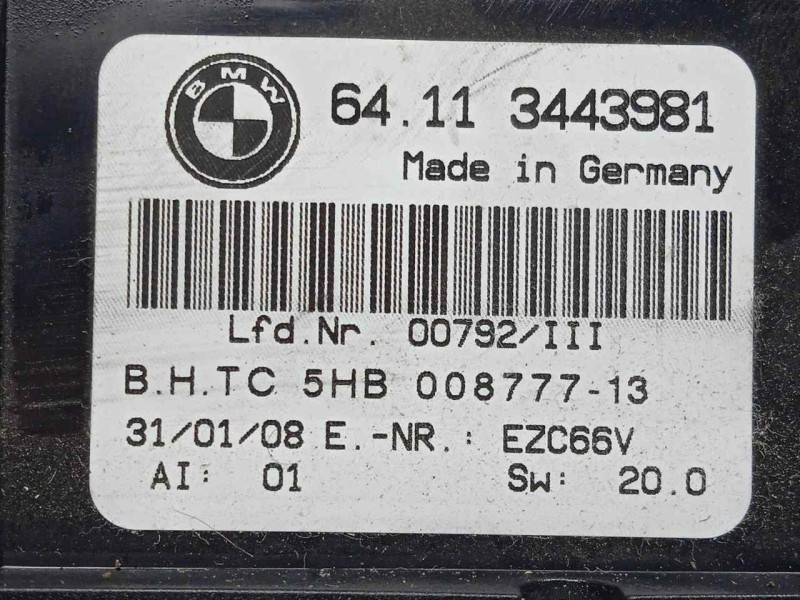 BMW
64.11 3443981
Made in Germany
Lfd.Nr. 00792/III
B.H.TC 5HB 008777-13
31/01/08 E.-NR.: EZC66V
AI: 01 Sw: 20.0